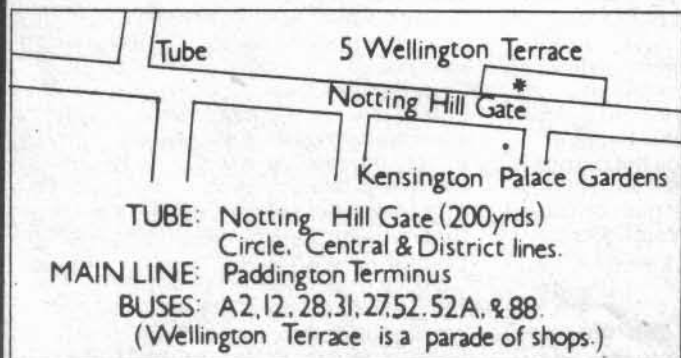 Tube 5 Wellington Terrace
*
Notting Hill Gate
Kensington Palace Gardens
TUBE: Notting Hill Gate (200yrds)
Circle, Central & District lines.
MAIN LINE: Paddington Terminus
BUSES: A2, 12, 28, 31, 27, 52, 52A, & 88.
(Wellington Terrace is a parade of shops.)